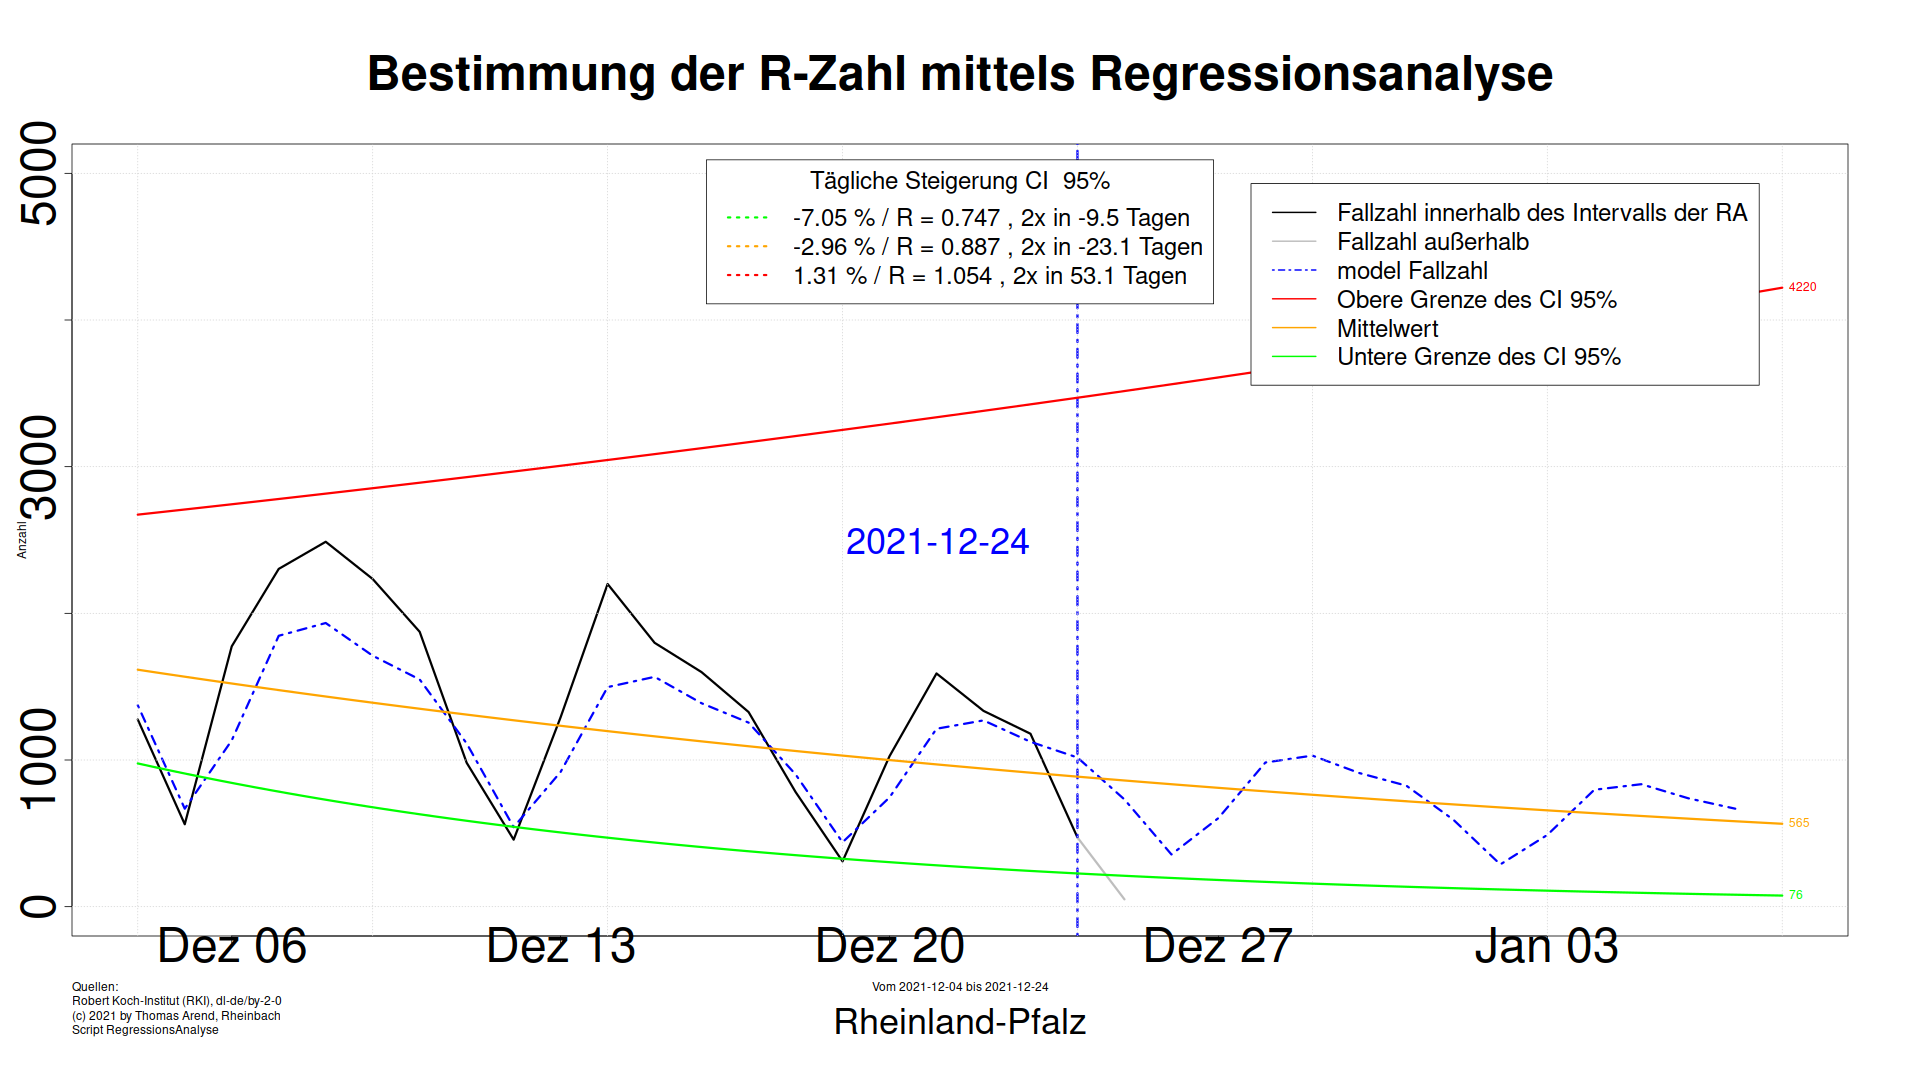 Bestimmung der R-Zahl mittels Regressionsanalyse
5000
3000
1000
0
Anzahl
Tägliche Steigerung CI  95%
-7.05 % / R = 0.747 , 2x in -9.5 Tagen
-2.96 % / R = 0.887 , 2x in -23.1 Tagen
1.31 % / R = 1.054 , 2x in 53.1 Tagen
Fallzahl innerhalb des Intervalls der RA
Fallzahl außerhalb
model Fallzahl
Obere Grenze des CI 95%
Mittelwert
Untere Grenze des CI 95%
4220
2021-12-24
565
76
Dez 06
Dez 13
Dez 20
Dez 27
Jan 03
Quellen:
Robert Koch-Institut (RKI), dl-de/by-2-0
(c) 2021 by Thomas Arend, Rheinbach
Script RegressionsAnalyse
Vom 2021-12-04 bis 2021-12-24
Rheinland-Pfalz